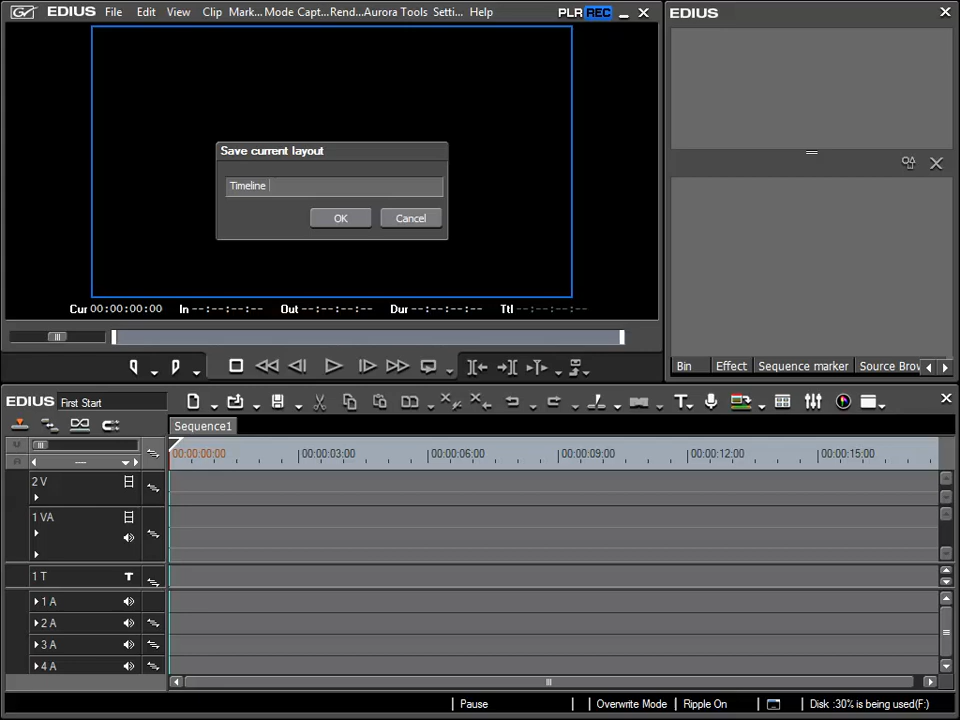 EDIUS File Edit View Clip Mark... Mode Capt... Rend... Aurora Tools Setti... Help PLR REC
EDIUS
Save current layout
Timeline
OK Cancel
Cur 00:00:00:00 In --:--:--:-- Out --:--:--:-- Dur --:--:--:-- Ttl --:--:--:--
Bin Effect Sequence marker Source Brow
EDIUS First Start
Sequence1
00:00:00:00 00:00:03:00 00:00:06:00 00:00:09:00 00:00:12:00 00:00:15:00
2 V
1 VA
1 T T
1 A
2 A
3 A
4 A
Pause Overwrite Mode Ripple On Disk :30% is being used(F:)